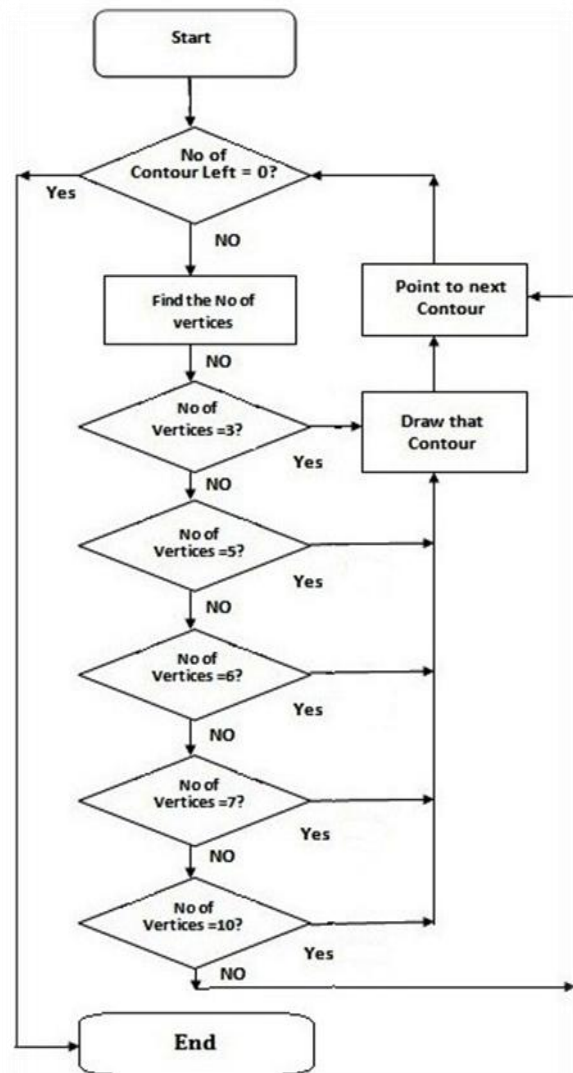 Start
No of
Contour Left = 0?
Yes
NO
Find the No of
vertices
Point to next
Contour
NO
No of
Vertices =3?
Yes
Draw that
Contour
NO
No of
Vertices =5?
Yes
NO
No of
Vertices =6?
Yes
NO
No of
Vertices =7?
Yes
NO
No of
Vertices =10?
Yes
NO
End